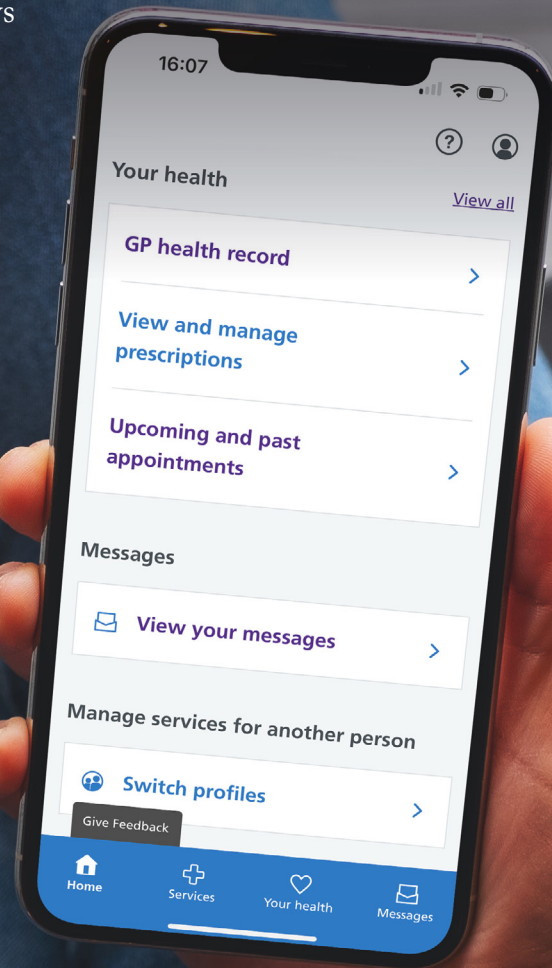 16:07
Your health
View all
GP health record
View and manage
prescriptions
Upcoming and past
appointments
Messages
View your messages
Manage services for another person
Switch profiles
Give Feedback
Home
Services
Your health
Messages